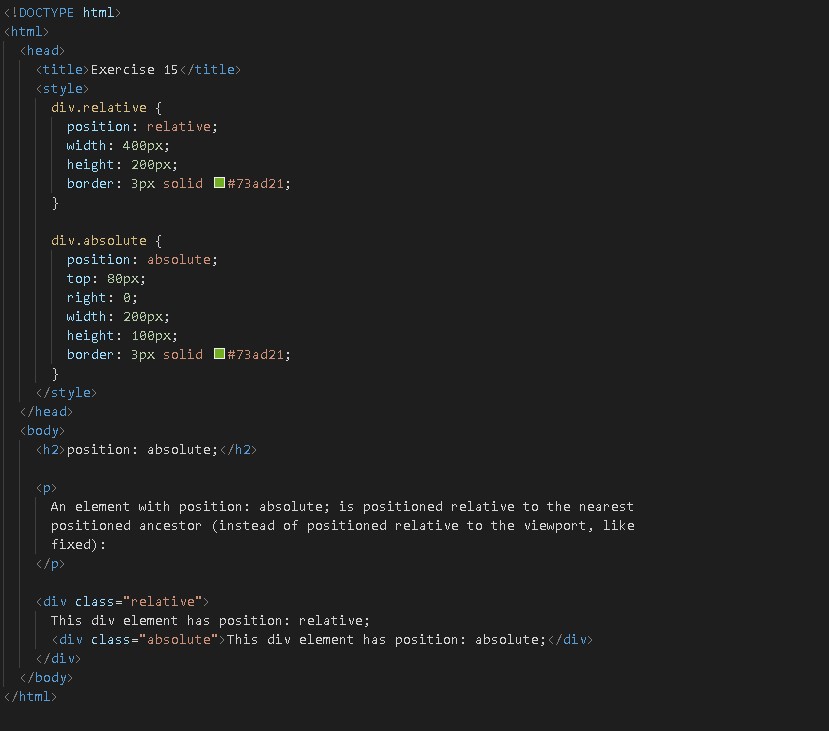 <!DOCTYPE html>
<html>
<head>
<title>Exercise 15</title>
<style>
div.relative {
position: relative;
width: 400px;
height: 200px;
border: 3px solid #73ad21;
}
div.absolute {
position: absolute;
top: 80px;
right: 0;
width: 200px;
height: 100px;
border: 3px solid #73ad21;
}
</style>
</head>
<body>
<h2>position: absolute;</h2>
<p>
An element with position: absolute; is positioned relative to the nearest
positioned ancestor (instead of positioned relative to the viewport, like
fixed):
</p>
<div class="relative">
This div element has position: relative;
<div class="absolute">This div element has position: absolute;</div>
</div>
</body>
</html>